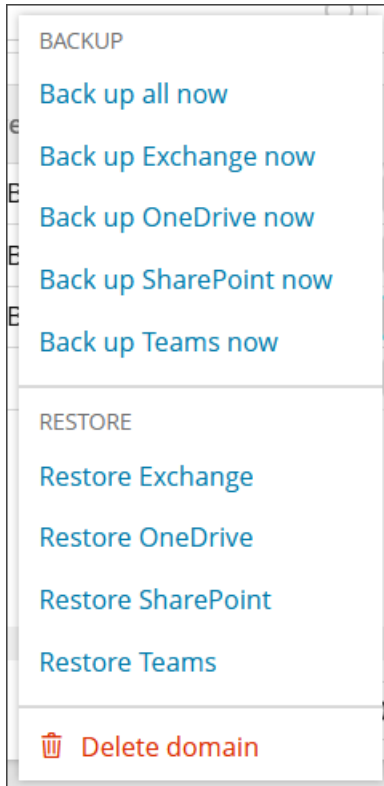 BACKUP
Back up all now
Back up Exchange now
Back up OneDrive now
Back up SharePoint now
Back up Teams now
RESTORE
Restore Exchange
Restore OneDrive
Restore SharePoint
Restore Teams
Delete domain